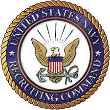 UNITED STATES NAVY
RECRUITING COMMAND